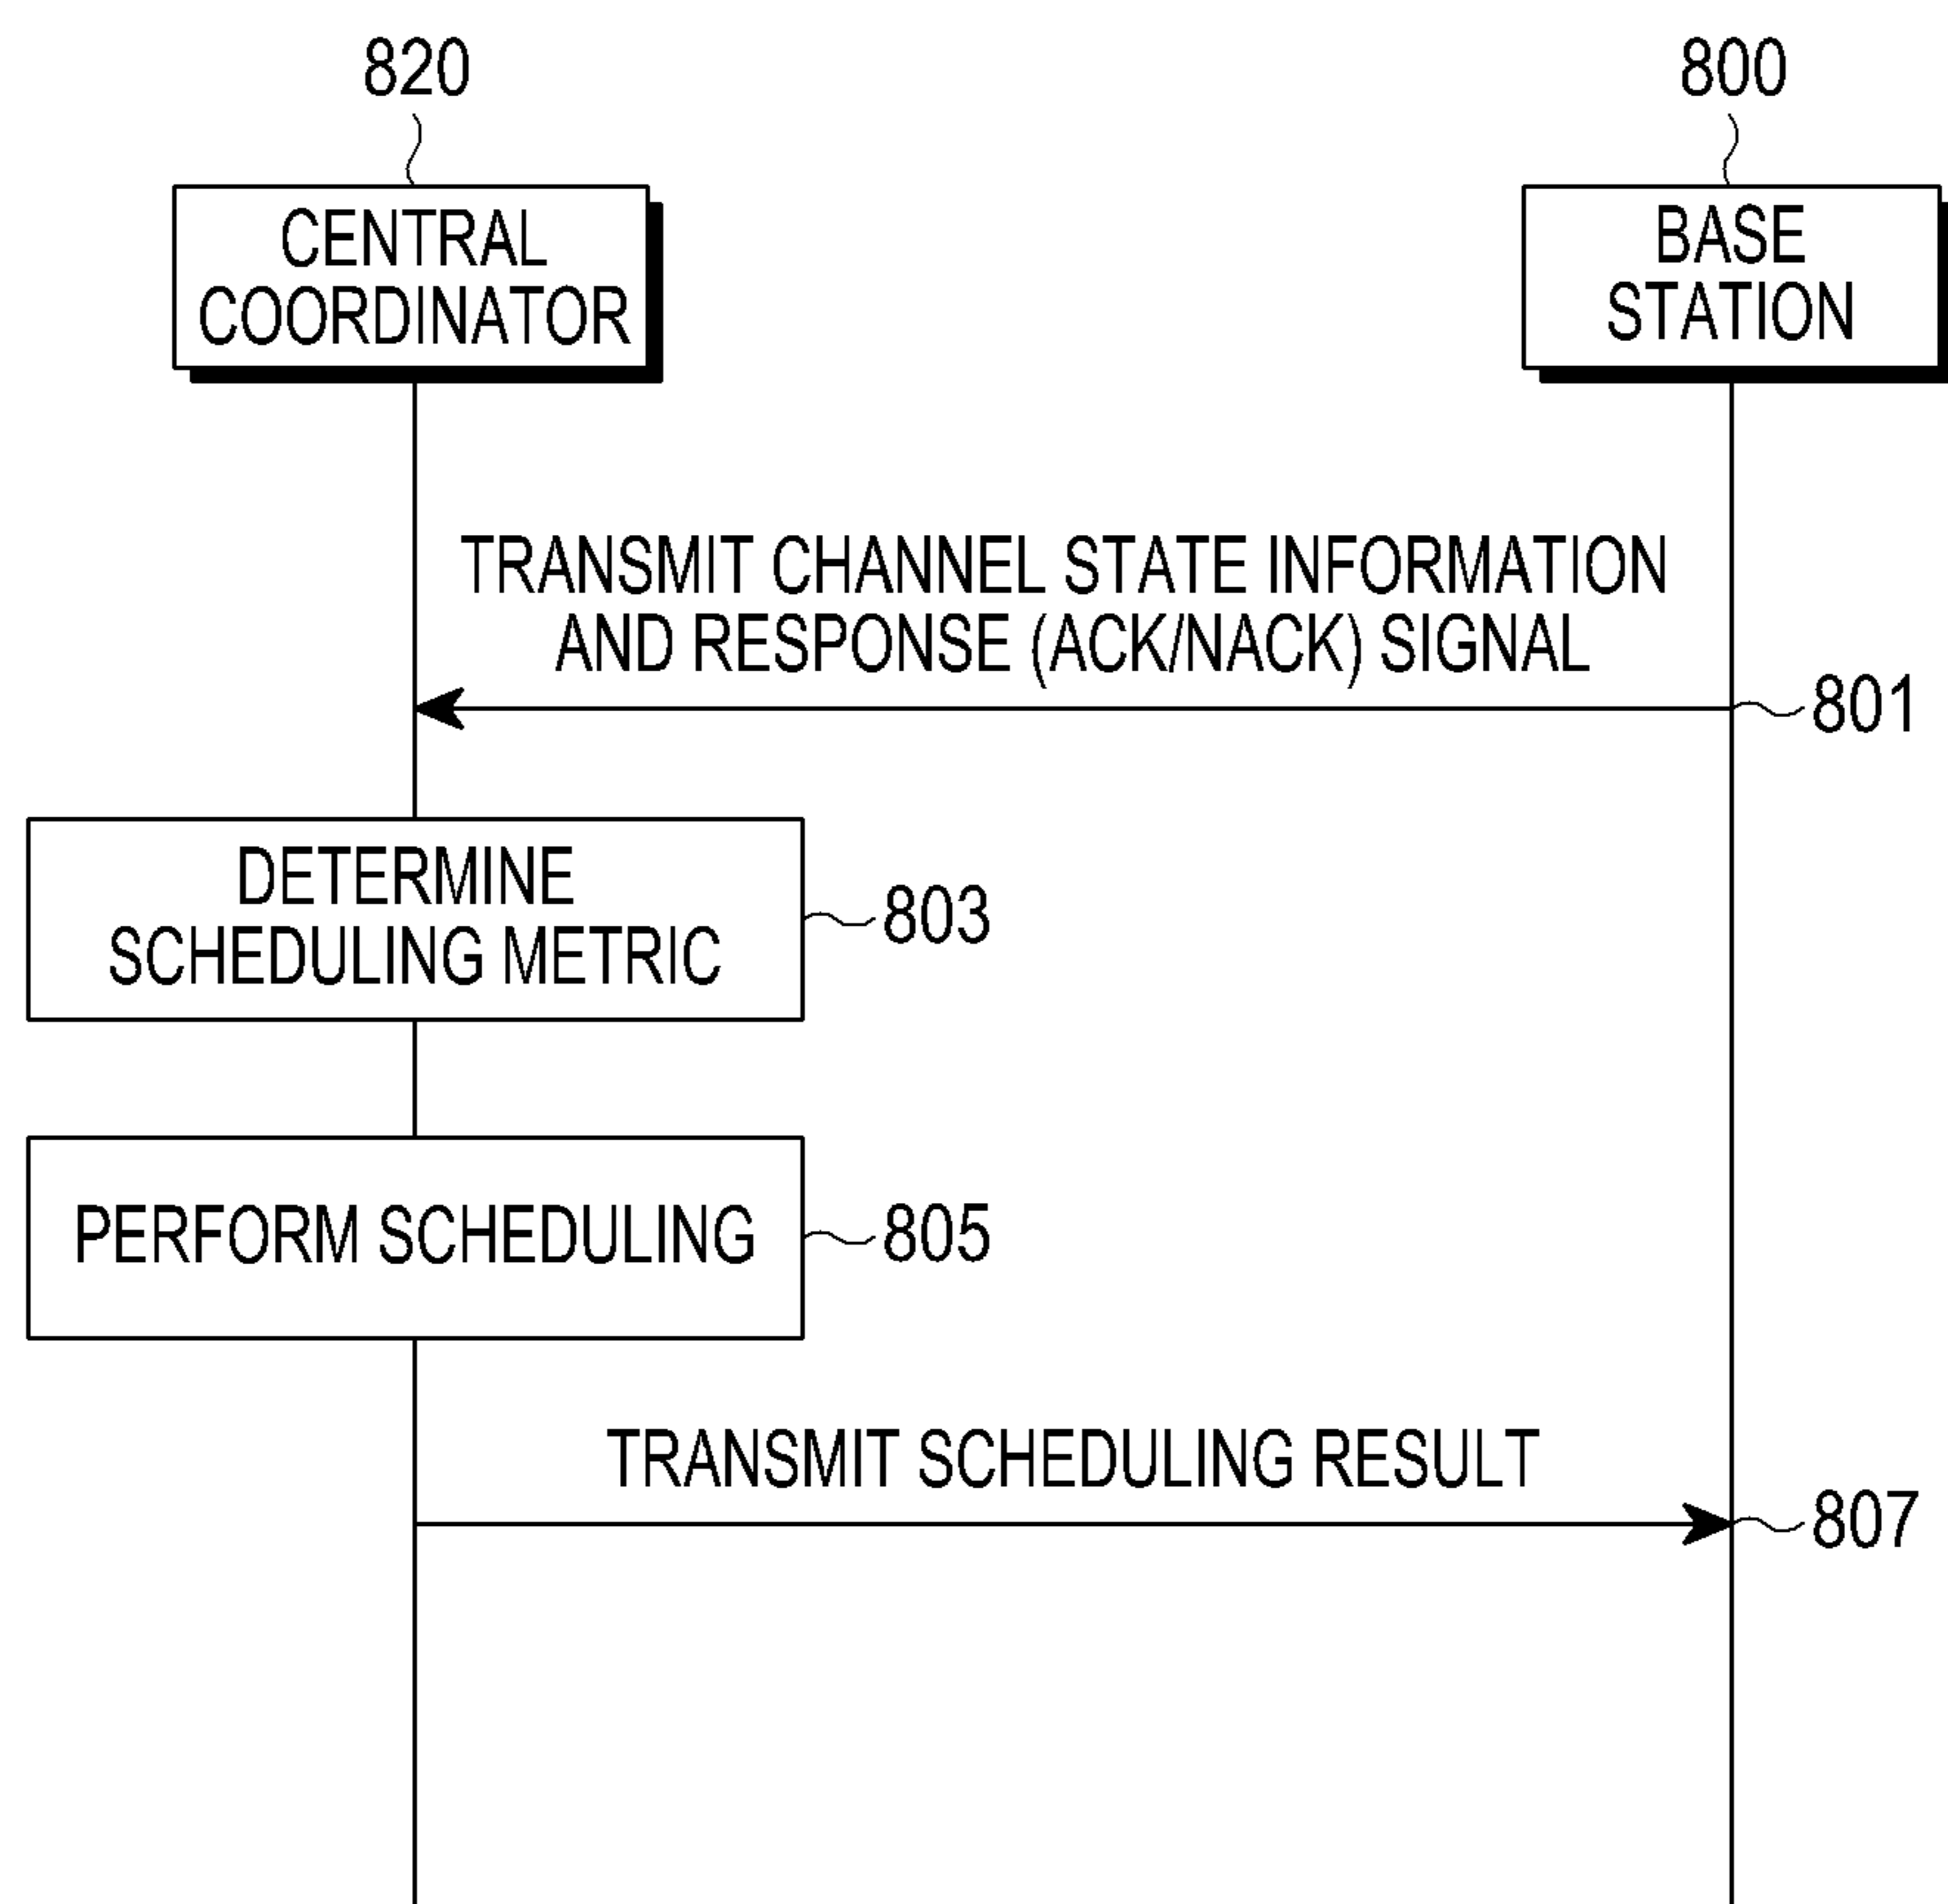 820
800
CENTRAL
COORDINATOR
BASE
STATION
TRANSMIT CHANNEL STATE INFORMATION
AND RESPONSE (ACK/NACK) SIGNAL
801
DETERMINE
SCHEDULING METRIC
803
PERFORM SCHEDULING
805
TRANSMIT SCHEDULING RESULT
807